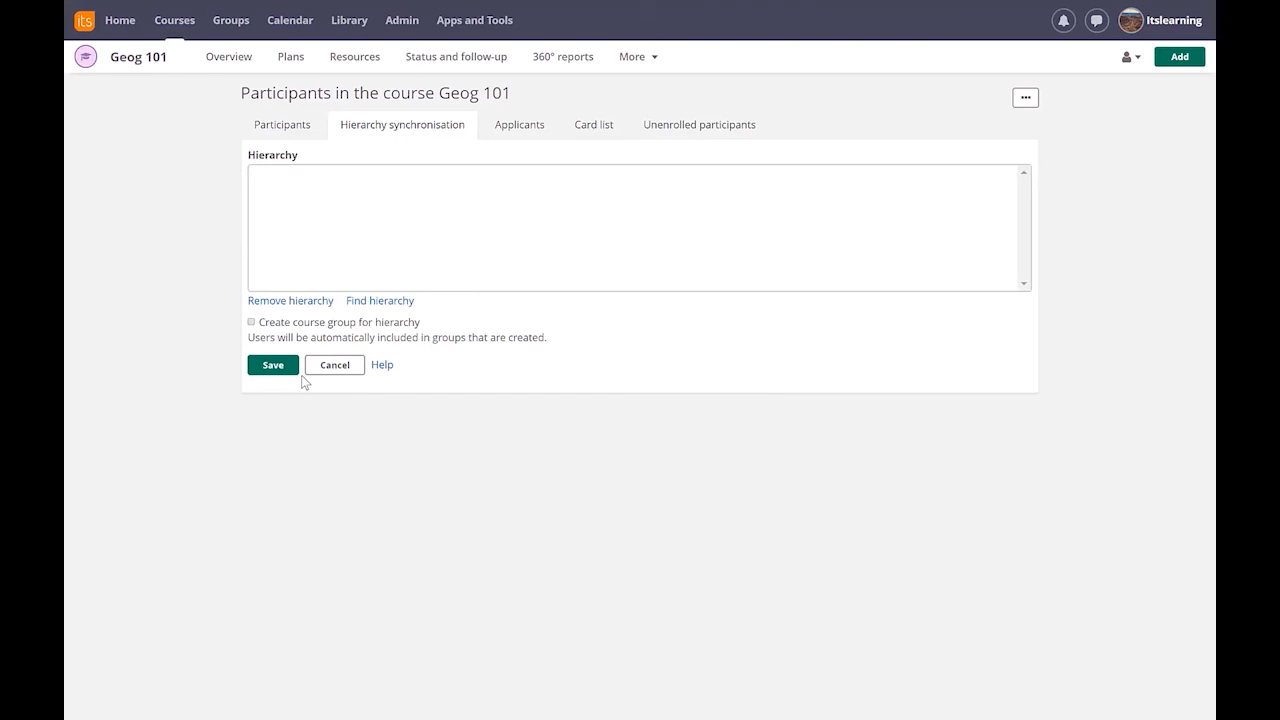 its Home Courses Groups Calendar Library Admin Apps and Tools Itslearning
Geog 101 Overview Plans Resources Status and follow-up 360° reports More Add
Participants in the course Geog 101
Participants Hierarchy synchronisation Applicants Card list Unenrolled participants
Hierarchy
Remove hierarchy Find hierarchy
Create course group for hierarchy
Users will be automatically included in groups that are created.
Save Cancel Help